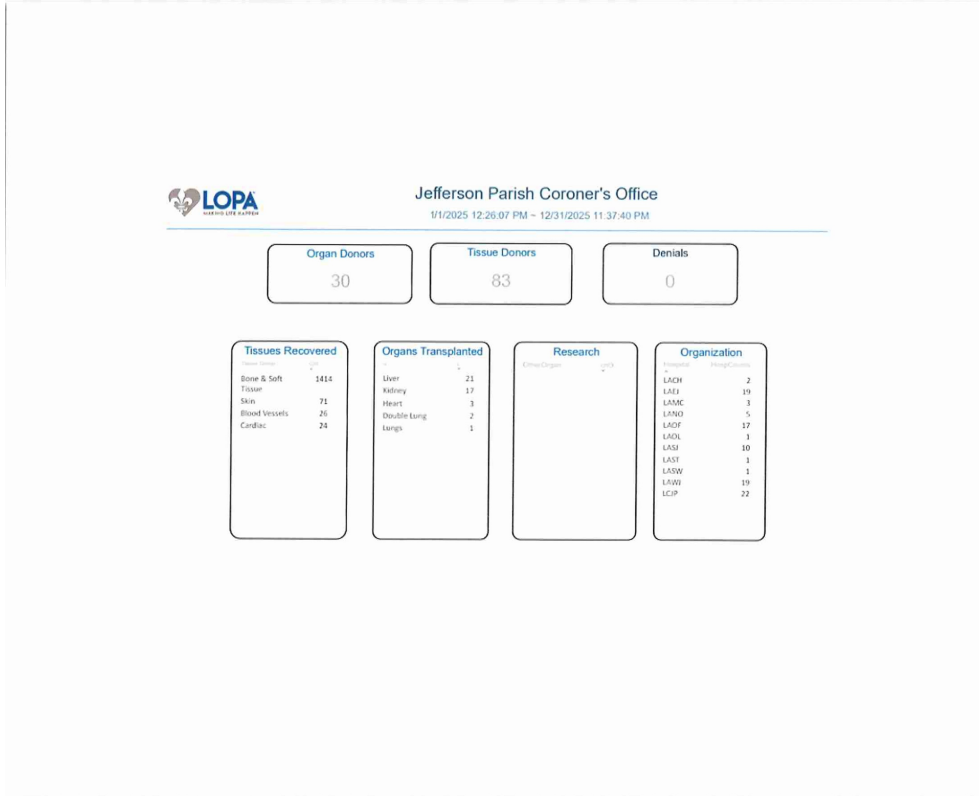 LOPA
MAKING LIFE HAPPEN
Jefferson Parish Coroner's Office
1/1/2025 12:26:07 PM ~ 12/31/2025 11:37:40 PM
Organ Donors
30
Tissue Donors
83
Denials
0
Tissues Recovered
Bone & Soft 1414
Tissue
Skin 71
Blood Vessels 26
Cardiac 24
Organs Transplanted
Liver 21
Kidney 17
Heart 3
Double Lung 2
Lungs 1
Research
Organization
LACH 2
LAEJ 19
LAMC 3
LANO 5
LAOF 17
LAOL 1
LASJ 10
LAST 1
LASW 1
LAWJ 19
LCJP 22